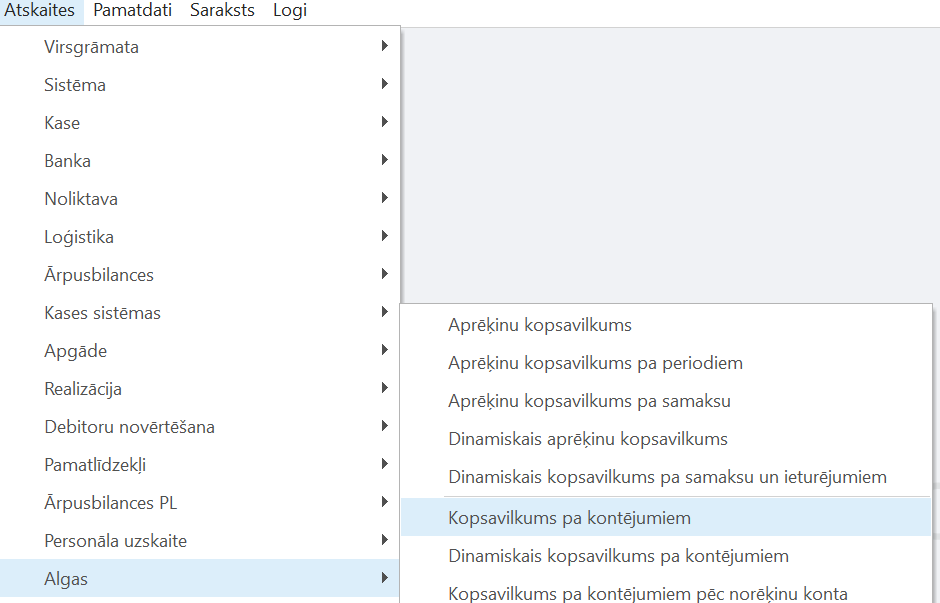 Atskaites Pamatdati Saraksts Logi
Virsgrāmata
Sistēma
Kase
Banka
Noliktava
Loģistika
Ārpusbilances
Kases sistēmas
Apgāde
Realizācija
Debitoru novērtēšana
Pamatlīdzekļi
Ārpusbilances PL
Personāla uzskaite
Algas
Aprēķinu kopsavilkums
Aprēķinu kopsavilkums pa periodiem
Aprēķinu kopsavilkums pa samaksu
Dinamiskais aprēķinu kopsavilkums
Dinamiskais kopsavilkums pa samaksu un ieturējumiem
Kopsavilkums pa kontējumiem
Dinamiskais kopsavilkums pa kontējumiem
Kopsavilkums pa kontējumiem pēc norēķinu konta